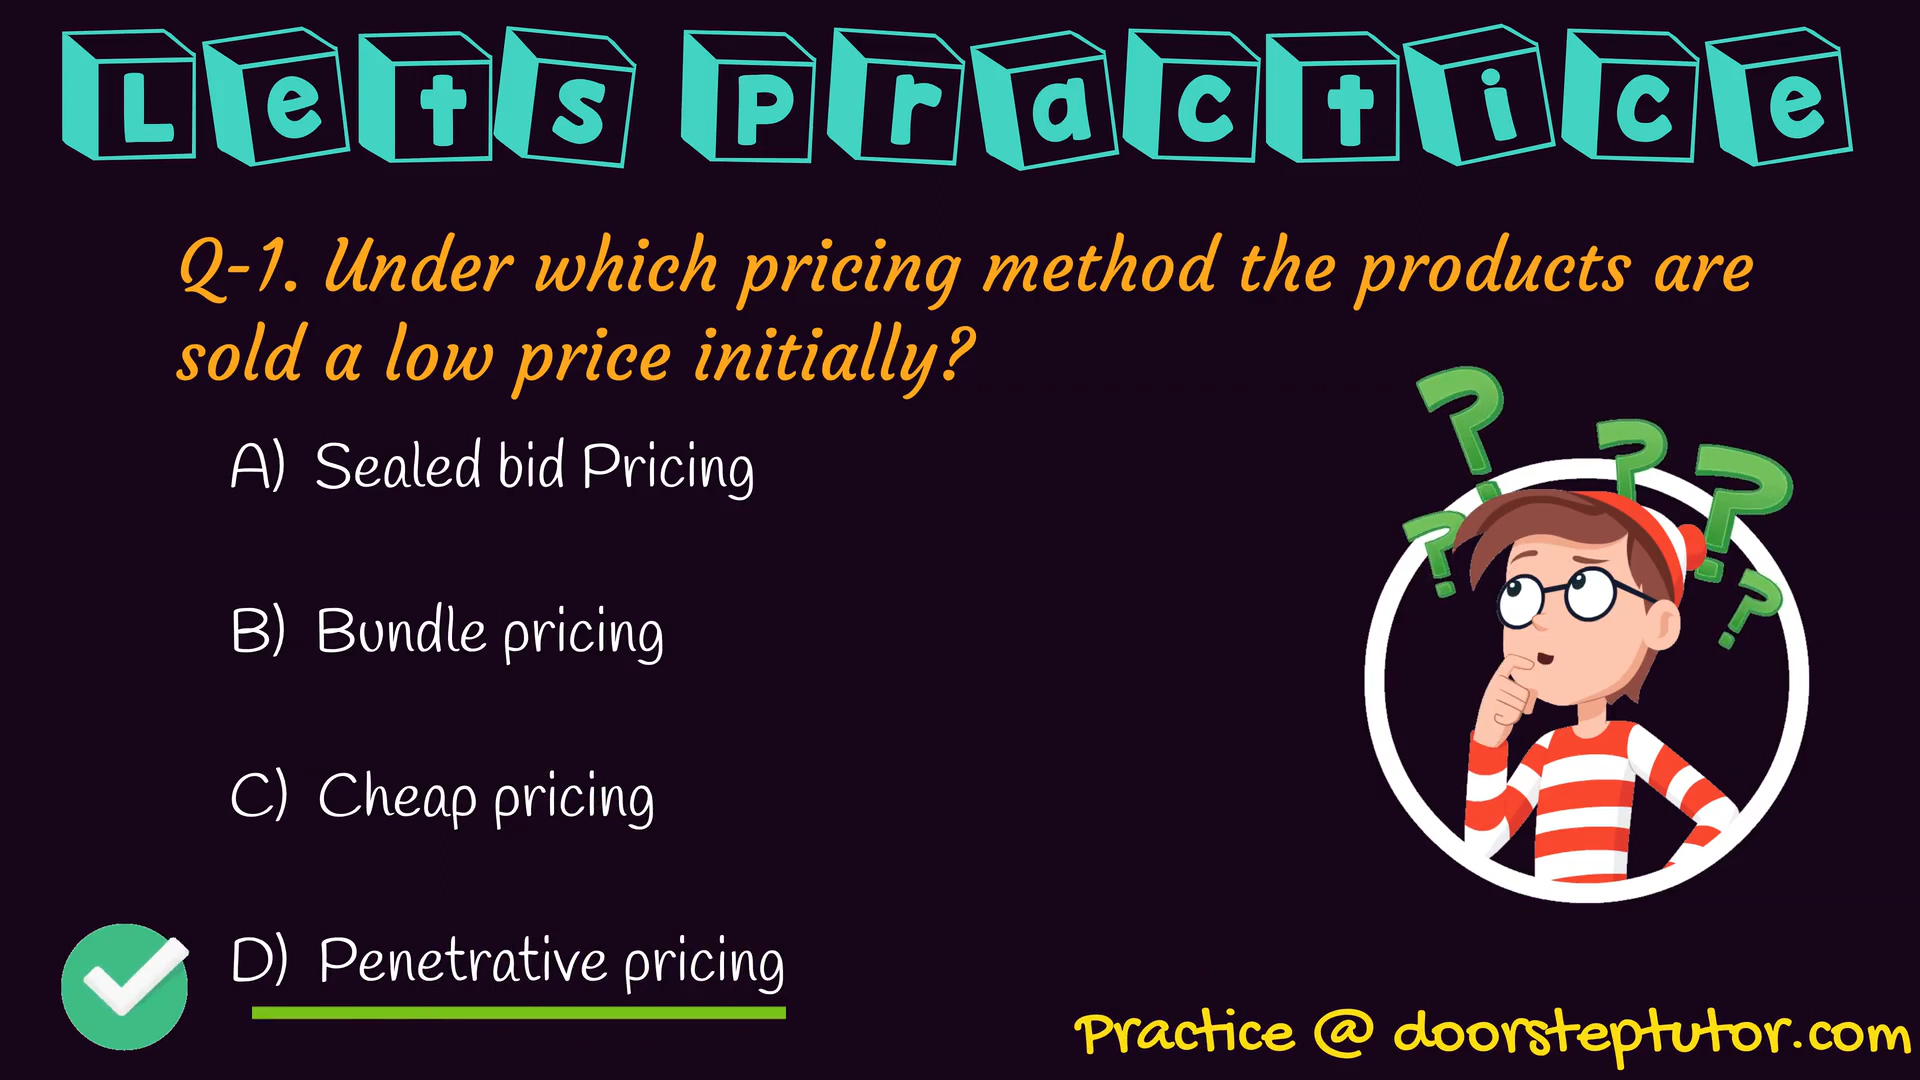 Lets practice
Q-1. Under which pricing method the products are
sold a low price initially?
A) Sealed bid Pricing
B) Bundle pricing
C) Cheap pricing
D) Penetrative pricing
Practice @ doorsteptutor.com